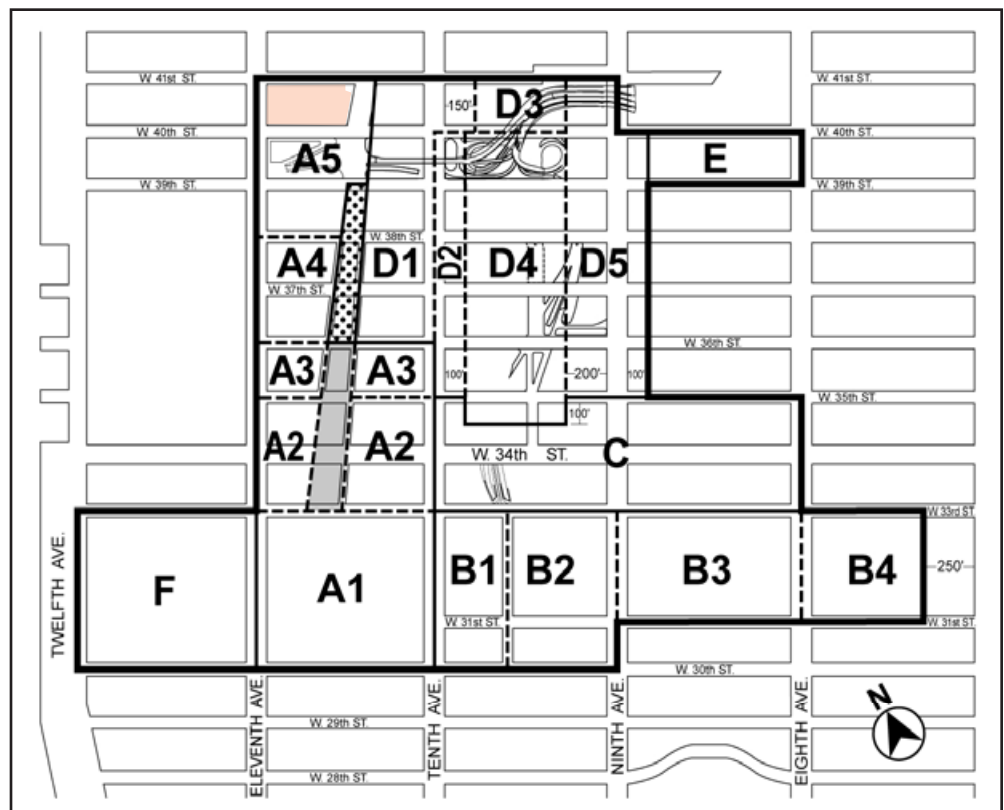 W. 41st ST.
W. 41st ST.
150'
D3
W. 40th ST.
W. 40th ST.
A5
E
W. 39th ST.
W. 39th ST.
W. 38th ST.
A4
D1
D2
D4
D5
W. 37th ST.
W. 36th ST.
A3
A3
100'
200'
100'
W. 35th ST.
100'
A2
A2
W. 34th ST.
C
W. 33rd ST.
TWELFTH AVE.
F
A1
B1
B2
B3
B4
250'
W. 31st ST.
W. 31st ST.
W. 30th ST.
ELEVENTH AVE.
TENTH AVE.
NINTH AVE.
EIGHTH AVE.
N
W. 29th ST.
W. 28th ST.